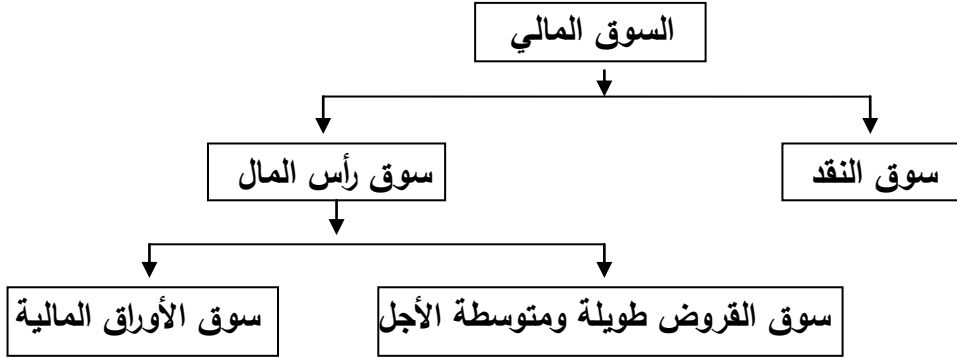 السوق المالي
سوق النقد
سوق رأس المال
سوق القروض طويلة ومتوسطة الأجل
سوق الأوراق المالية